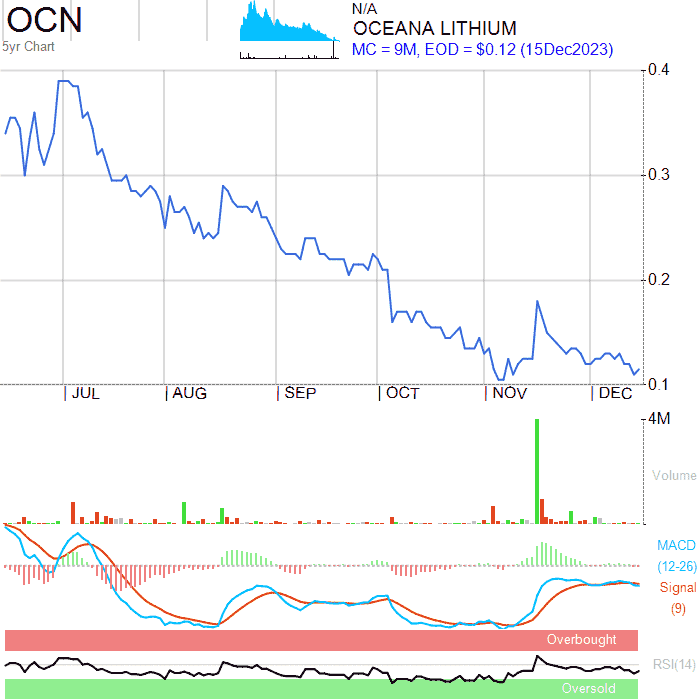 OCN
N/A
OCEANA LITHIUM
5yr Chart
MC = 9M, EOD = $0.12 (15Dec2023)
0.4
0.3
0.2
0.1
JUL AUG SEP OCT NOV DEC
4M
Volume
MACD
(12-26)
Signal
(9)
Overbought
RSI(14)
Oversold